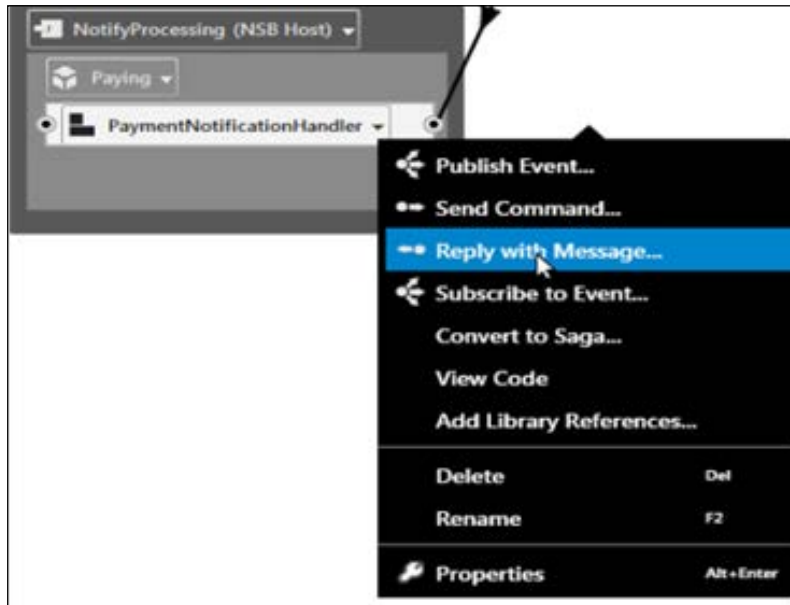 NotifyProcessing (NSB Host)
Paying
PaymentNotificationHandler
Publish Event...
Send Command...
Reply with Message...
Subscribe to Event...
Convert to Saga...
View Code
Add Library References...
Delete Del
Rename F2
Properties Alt+Enter